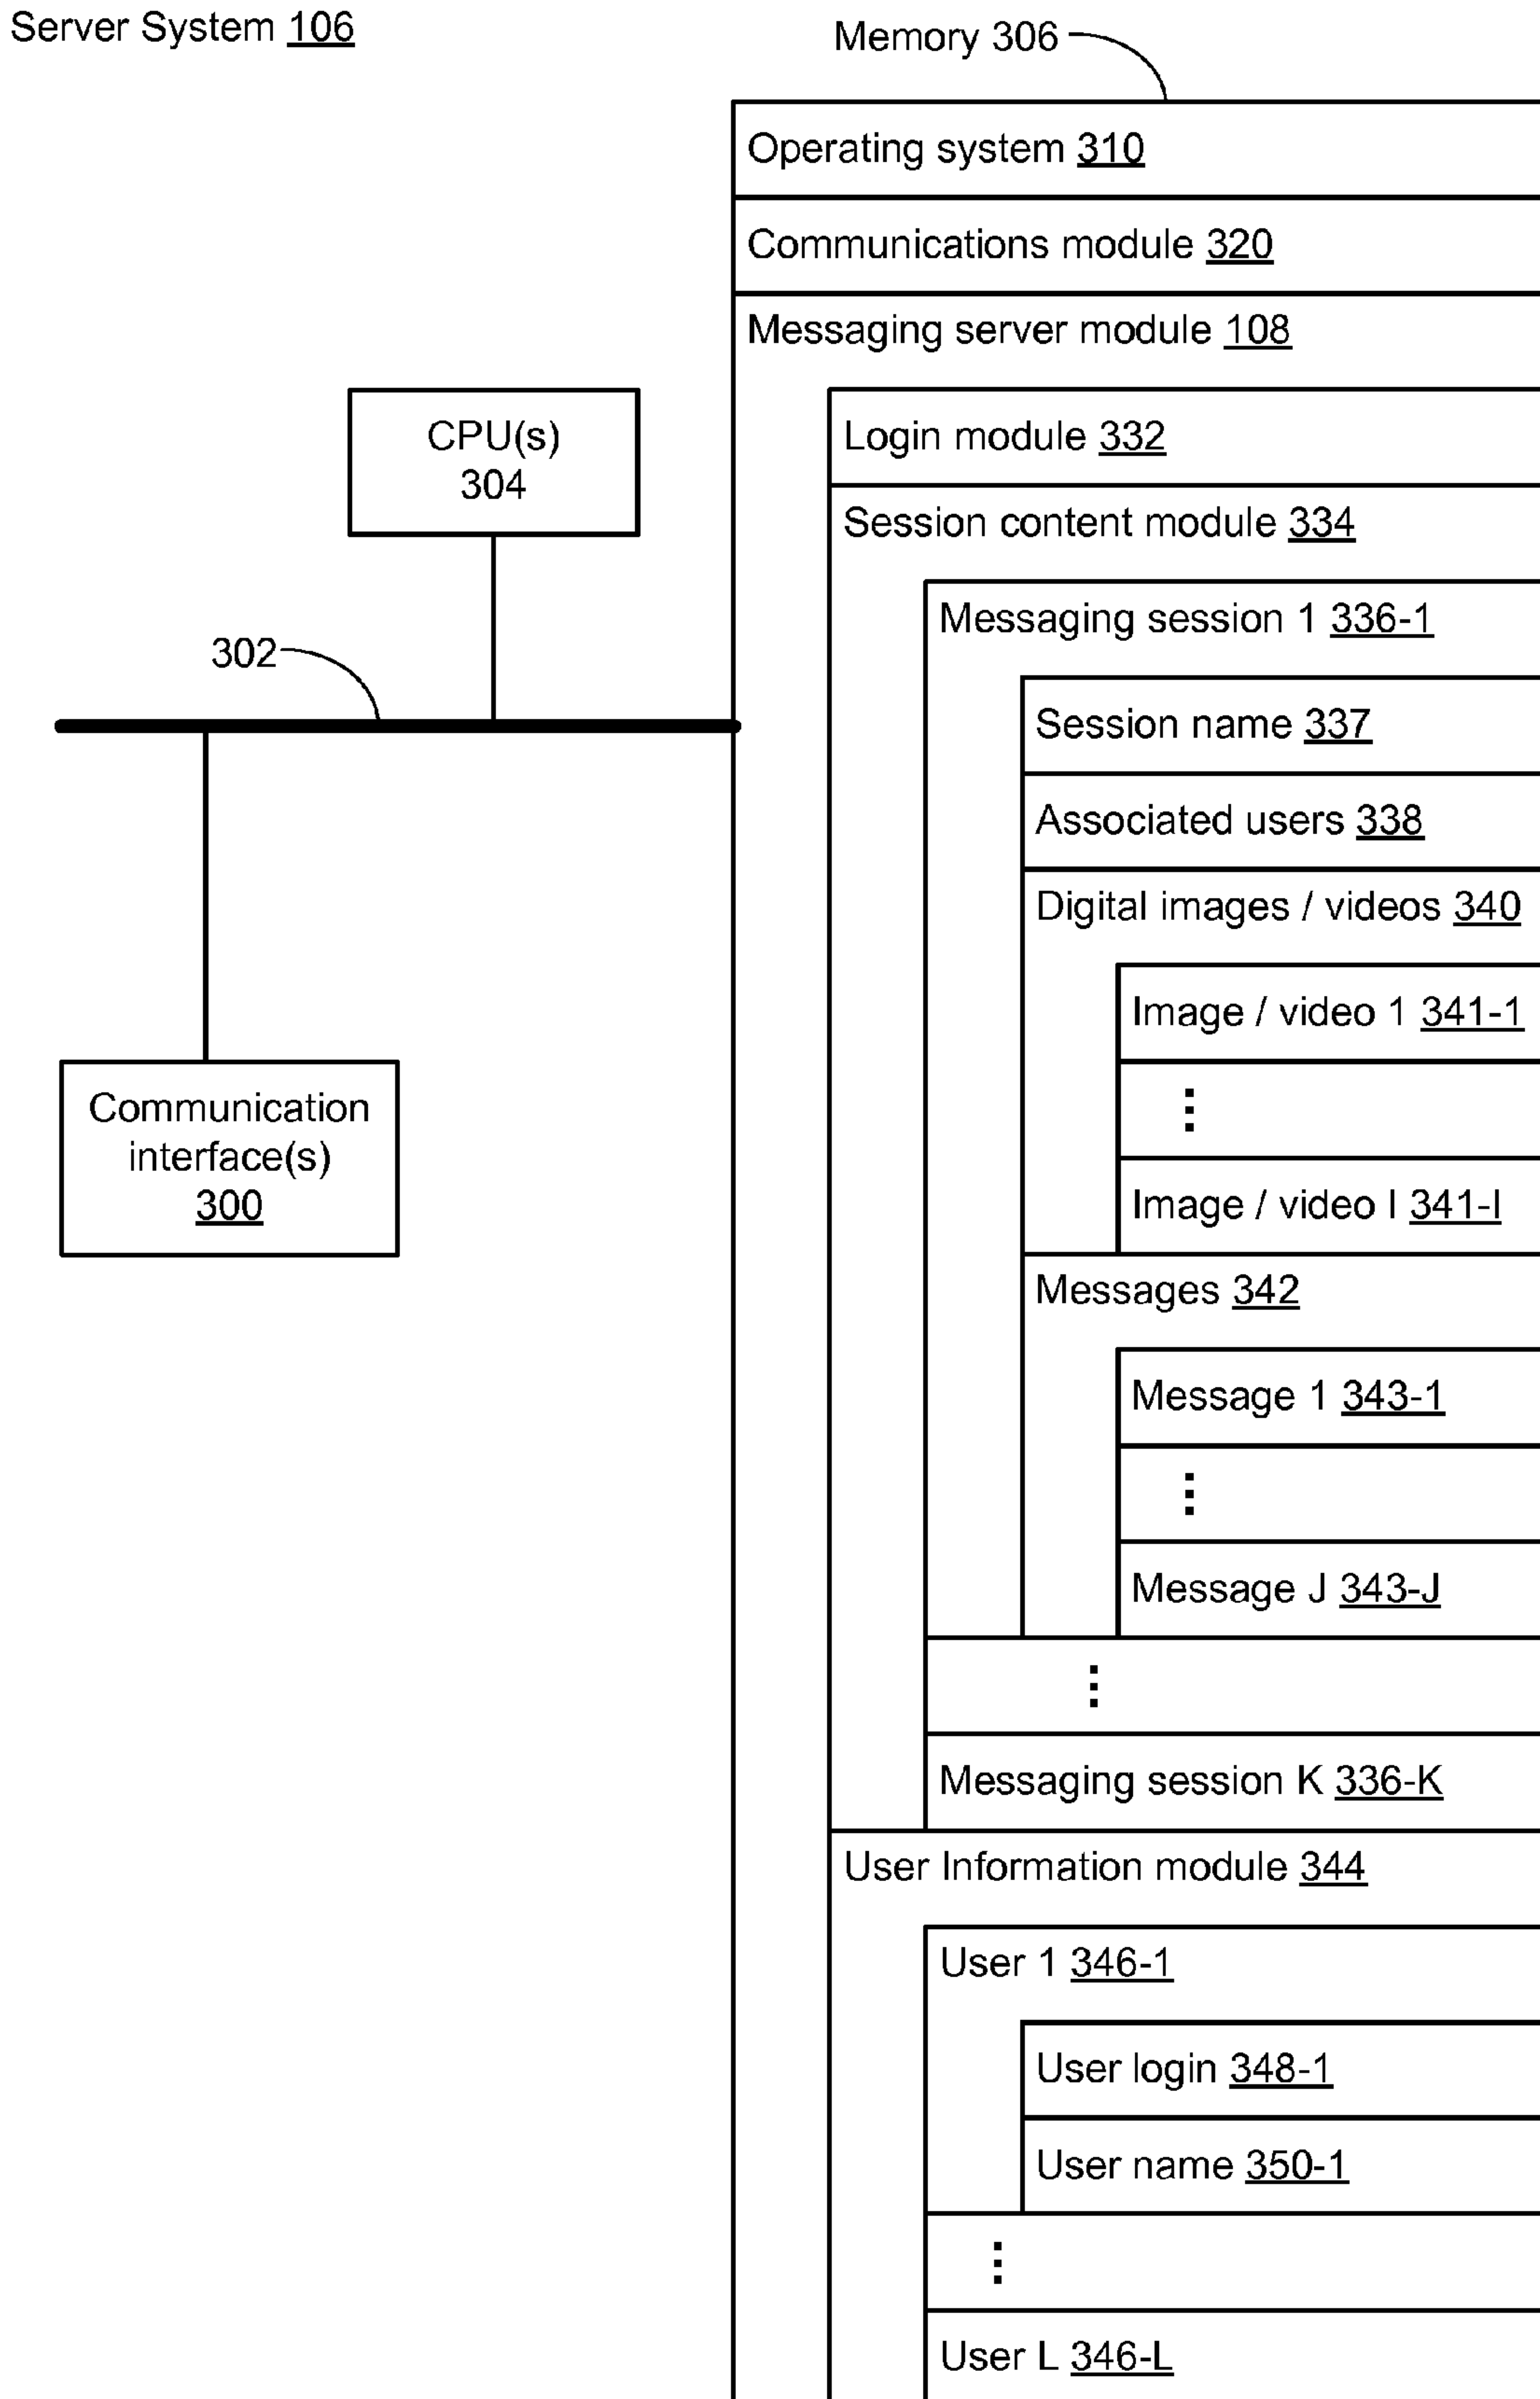 Server System 106
Memory 306
Operating system 310
Communications module 320
Messaging server module 108
CPU(s)
304
Login module 332
Session content module 334
Messaging session 1 336-1
302
Session name 337
Associated users 338
Digital images / videos 340
Image / video 1 341-1
Communication
interface(s)
300
Image / video I 341-I
Messages 342
Message 1 343-1
Message J 343-J
Messaging session K 336-K
User Information module 344
User 1 346-1
User login 348-1
User name 350-1
User L 346-L